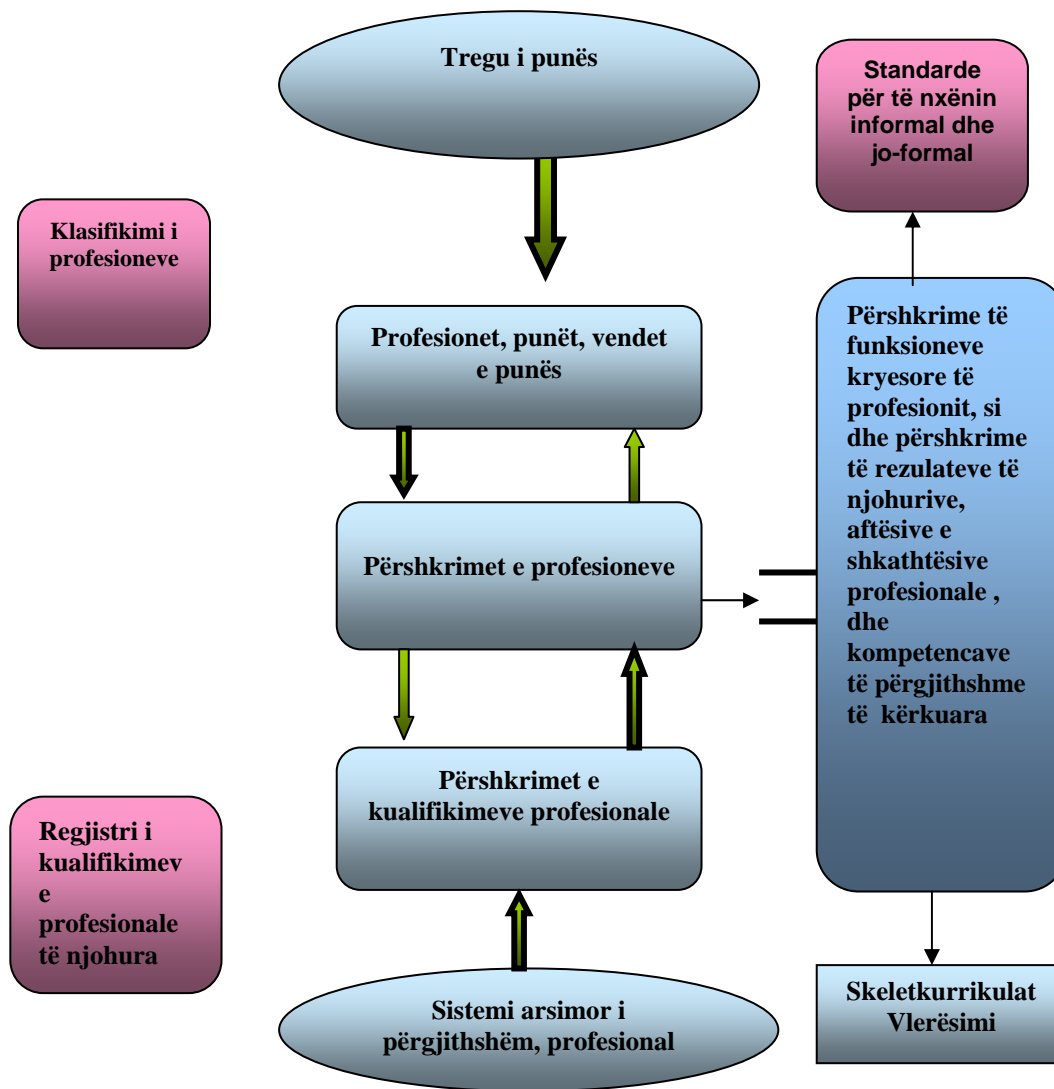 Tregu i punës
Standarde
për të nxënin
informal dhe
jo-formal
Klasifikimi i
profesioneve
Profesionet, punët, vendet
e punës
Përshkrime të
funksioneve
kryesore të
profesionit, si
dhe përshkrime
të rezulateve të
njohurive,
aftësive e
shkathtësive
profesionale ,
dhe
kompetencave
të përgjithshme
të kërkuara
Përshkrimet e profesioneve
Përshkrimet e
kualifikimeve profesionale
Regjistri i
kualifikimev
e
profesionale
të njohura
Sistemi arsimor i
përgjithshëm, profesional
Skeletkurrikulat
Vlerësimi